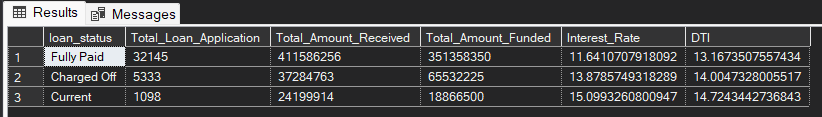 Results Messages
loan_status Total_Loan_Application Total_Amount_Received Total_Amount_Funded Interest_Rate DTI
1 Fully Paid 32145 411586256 351358350 11.6410707918092 13.1673507557434
2 Charged Off 5333 37284763 65532225 13.8785749318289 14.0047328005517
3 Current 1098 24199914 18866500 15.0993260800947 14.7243442736843